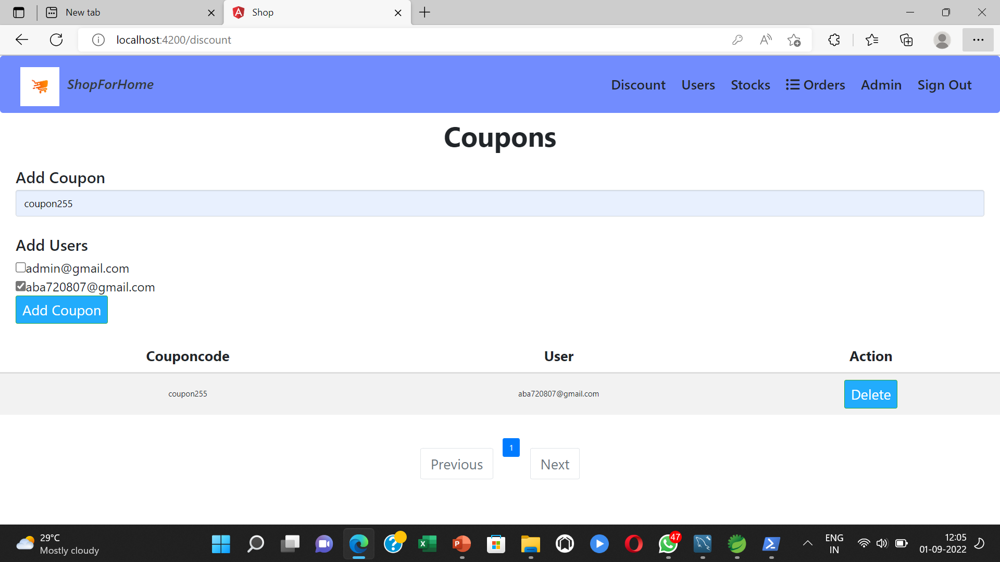 New tab
Shop
localhost:4200/discount
ShopForHome
Discount Users Stocks Orders Admin Sign Out
Coupons
Add Coupon
coupon255
Add Users
admin@gmail.com
aba720807@gmail.com
Add Coupon
Couponcode User Action
coupon255 aba720807@gmail.com Delete
Previous 1 Next
29°C
Mostly cloudy
47
ENG
IN
12:05
01-09-2022